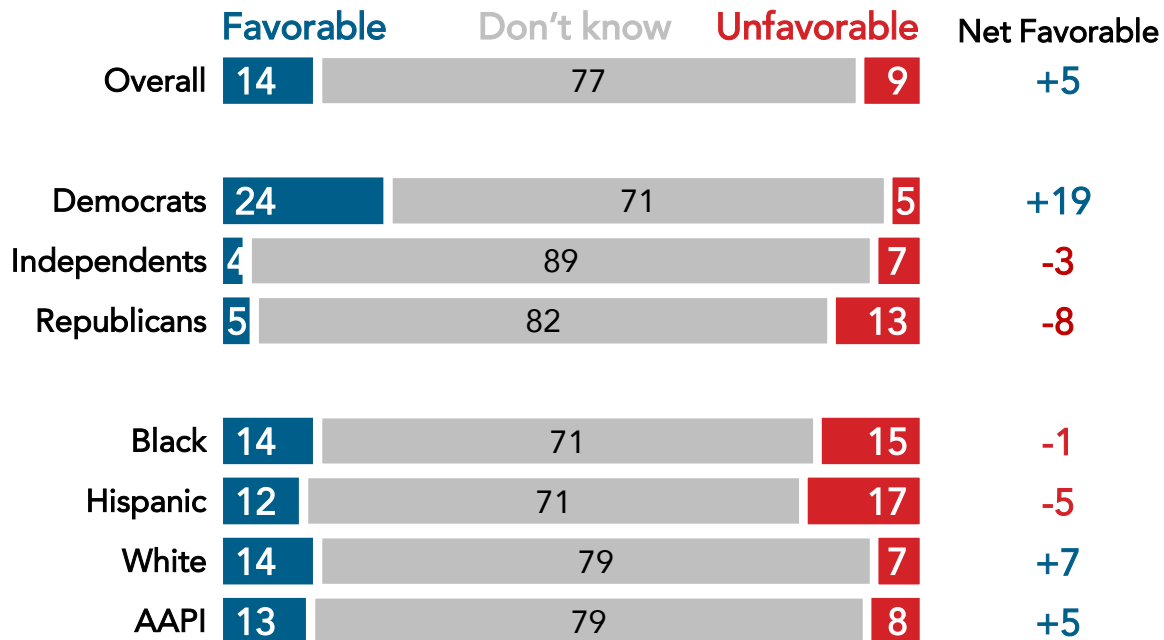 Favorable Don't know Unfavorable Net Favorable
Overall 14 77 9 +5
Democrats 24 71 5 +19
Independents 4 89 7 -3
Republicans 5 82 13 -8
Black 14 71 15 -1
Hispanic 12 71 17 -5
White 14 79 7 +7
AAPI 13 79 8 +5